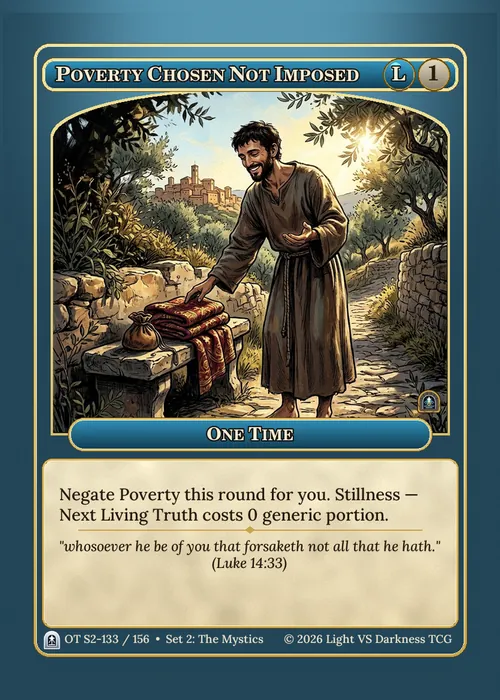 Poverty Chosen Not Imposed L 1
One Time
Negate Poverty this round for you. Stillness —
Next Living Truth costs 0 generic portion.
"whosoever he be of you that forsaketh not all that he hath."
(Luke 14:33)
OT S2-133 / 156 • Set 2: The Mystics © 2026 Light VS Darkness TCG